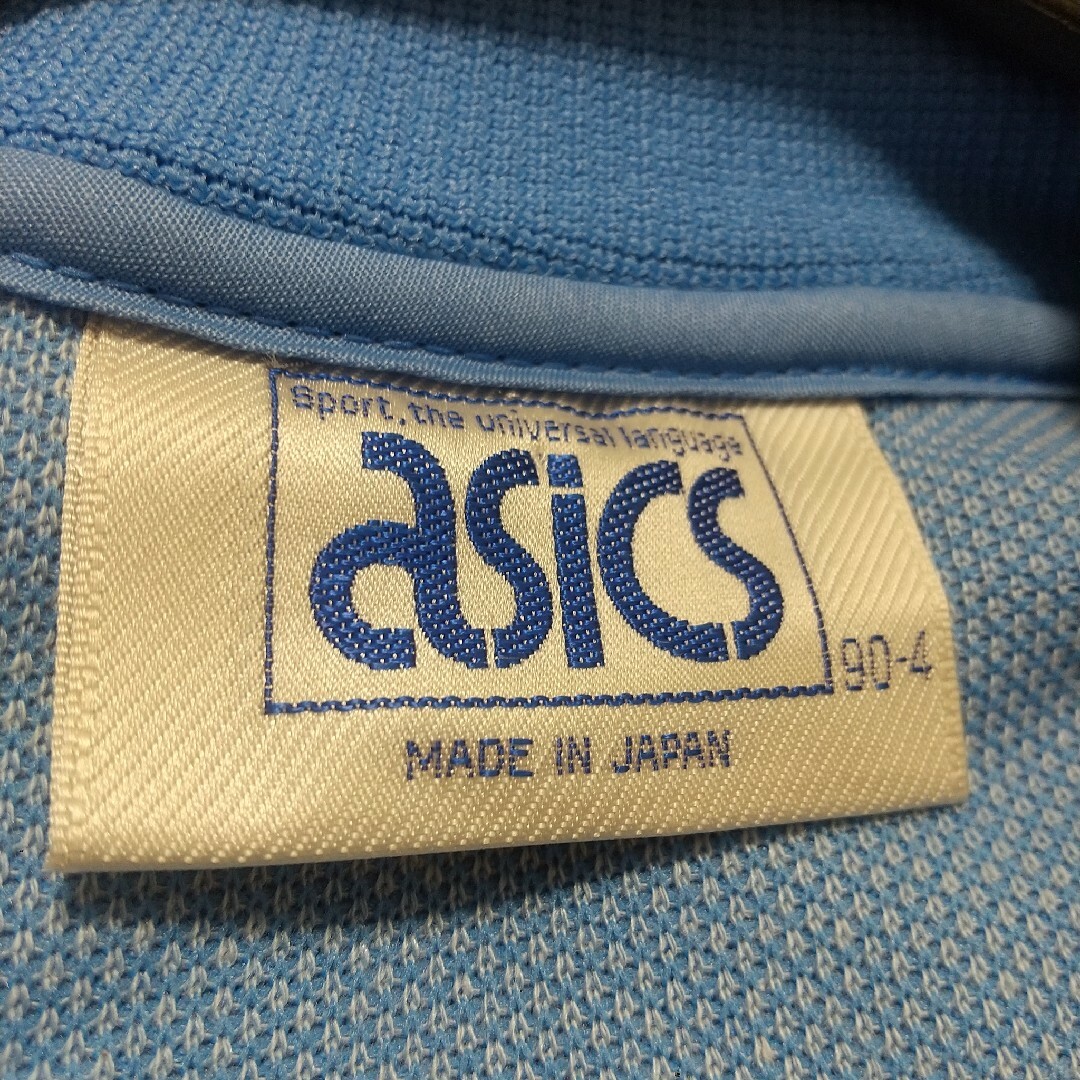 Sport, the universal language
asics
90-4
MADE IN JAPAN